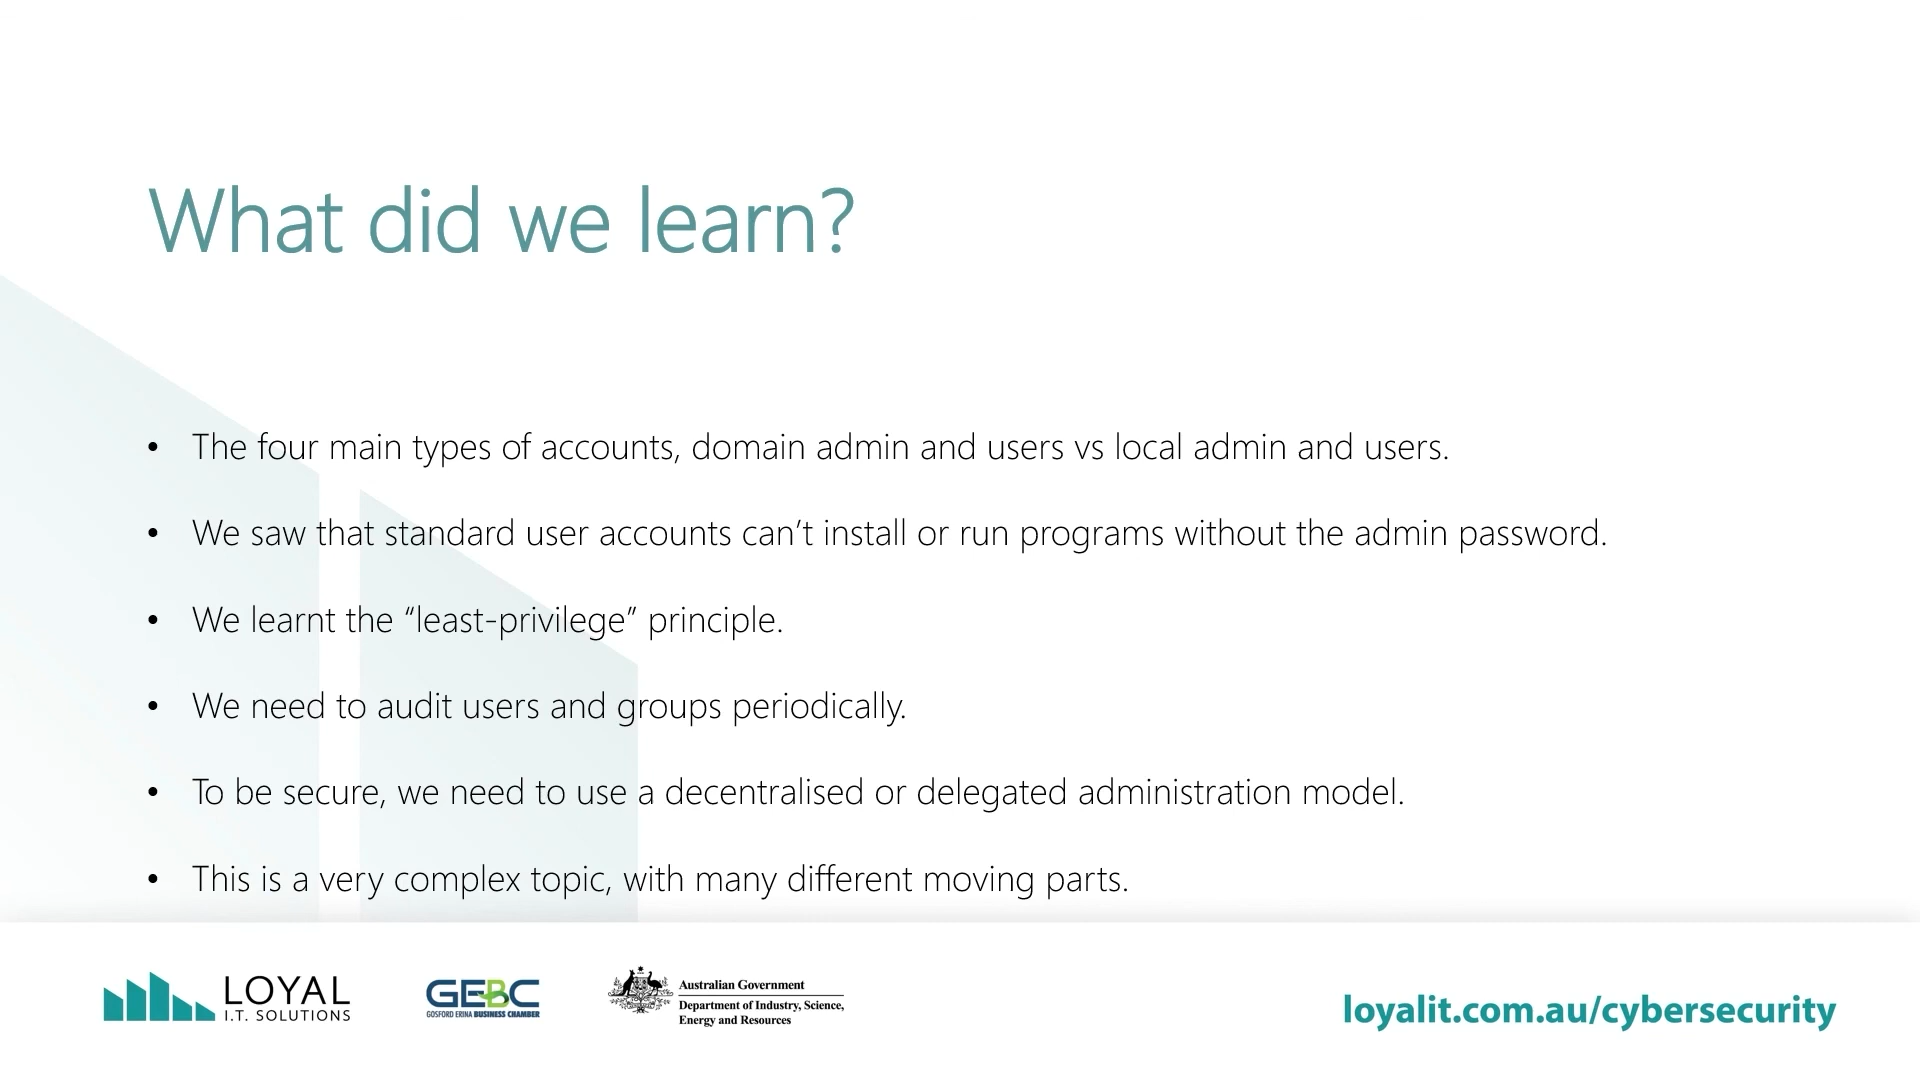 What did we learn?
• The four main types of accounts, domain admin and users vs local admin and users.
• We saw that standard user accounts can’t install or run programs without the admin password.
• We learnt the “least-privilege” principle.
• We need to audit users and groups periodically.
• To be secure, we need to use a decentralised or delegated administration model.
• This is a very complex topic, with many different moving parts.
LOYAL
I.T. SOLUTIONS
GEBC
GOSFORD ERINA BUSINESS CHAMBER
Australian Government
Department of Industry, Science,
Energy and Resources
loyalit.com.au/cybersecurity